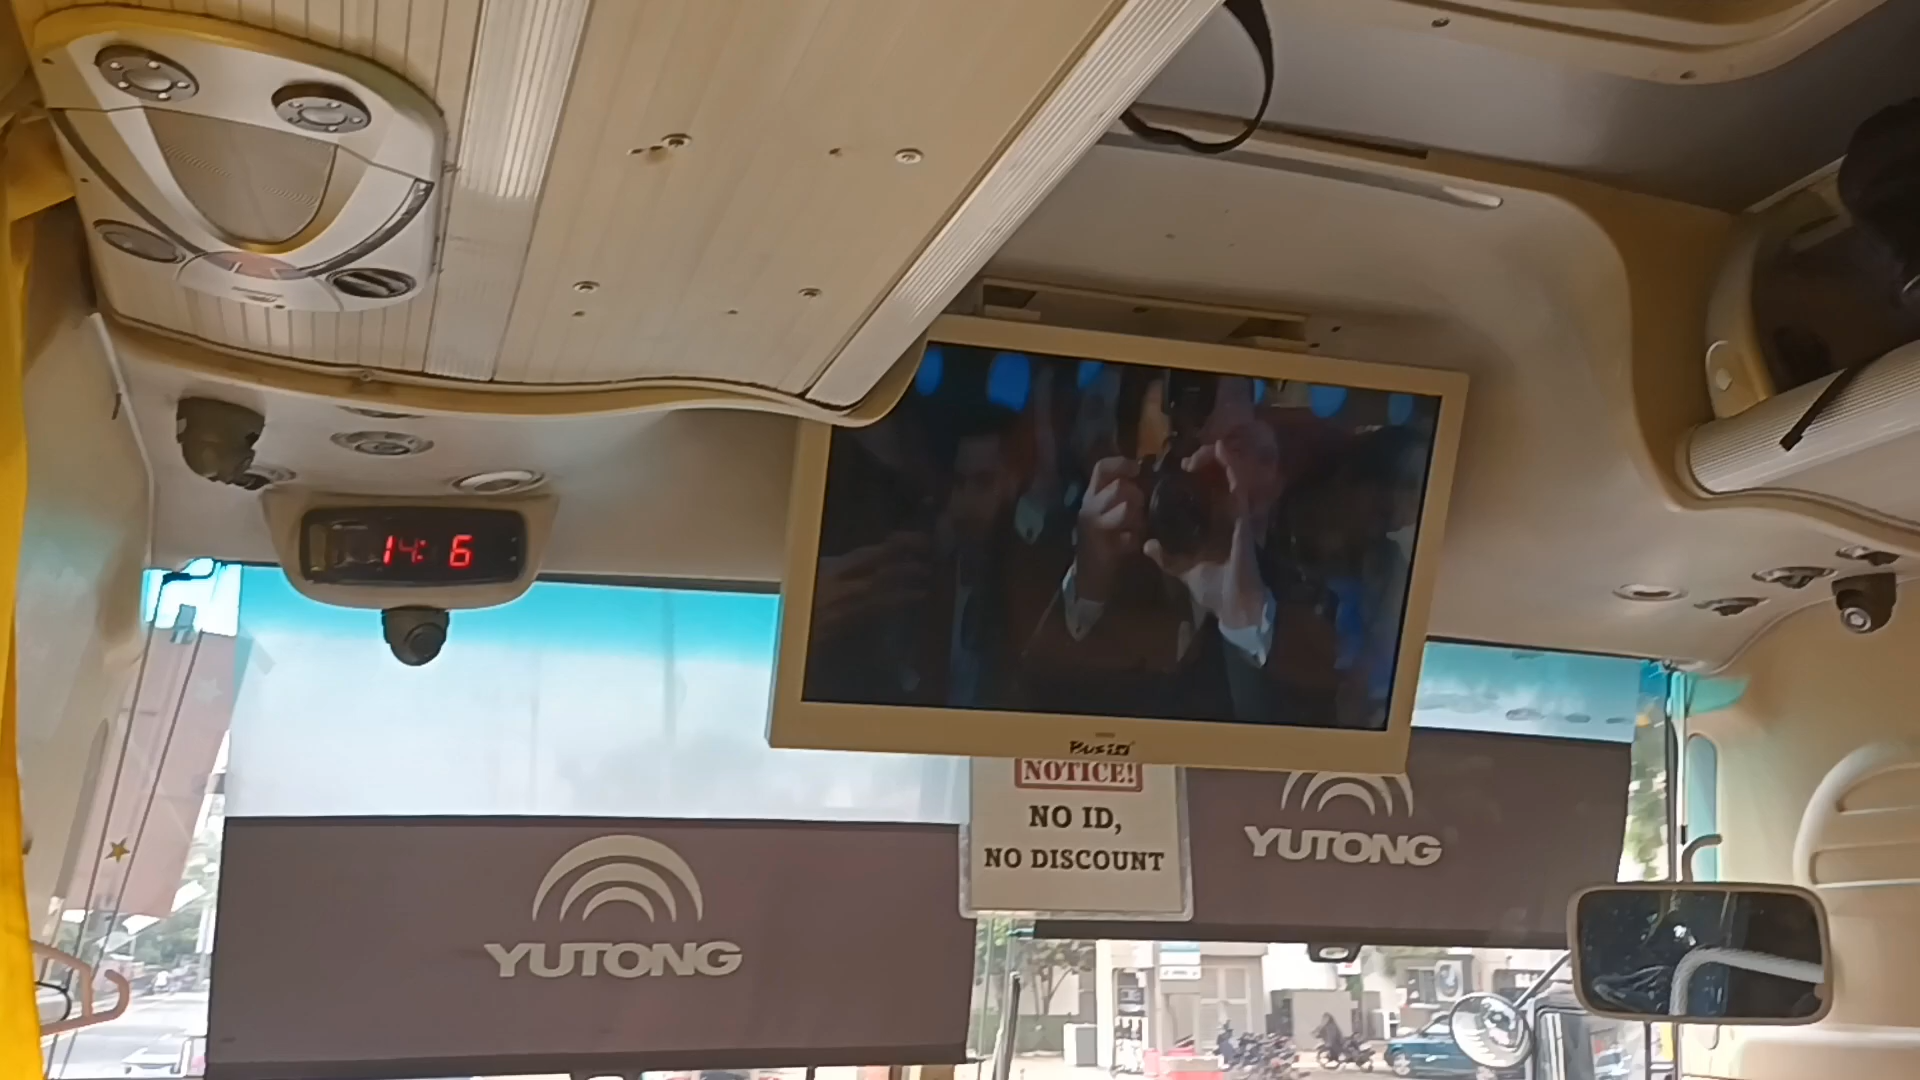 14: 6
NOTICE!
NO ID,
NO DISCOUNT
YUTONG
YUTONG